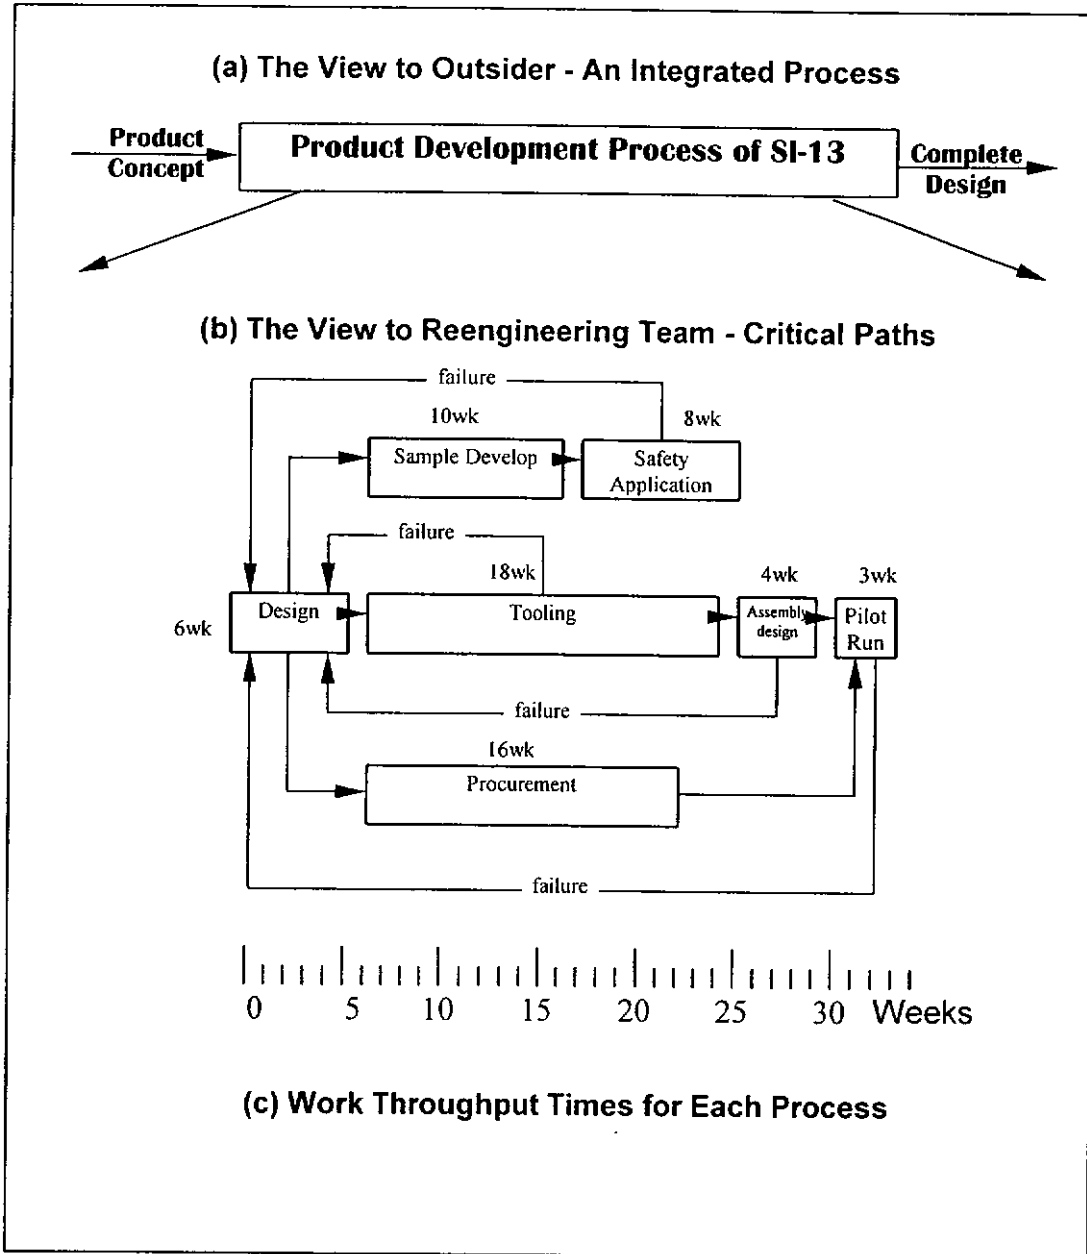 (a) The View to Outsider - An Integrated Process
Product
Concept
Product Development Process of SI-13
Complete
Design
(b) The View to Reengineering Team - Critical Paths
failure
10wk
8wk
Sample Develop
Safety
Application
failure
18wk
4wk
3wk
6wk
Design
Tooling
Assembly
design
Pilot
Run
failure
16wk
Procurement
failure
0 5 10 15 20 25 30 Weeks
(c) Work Throughput Times for Each Process